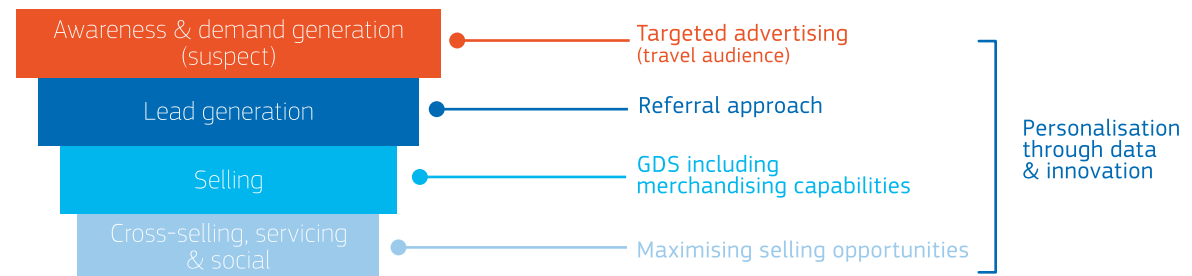 Awareness & demand generation
(suspect)
Targeted advertising
(travel audience)
Lead generation
Referral approach
Selling
GDS including
merchandising capabilities
Cross-selling, servicing
& social
Maximising selling opportunities
Personalisation
through data
& innovation